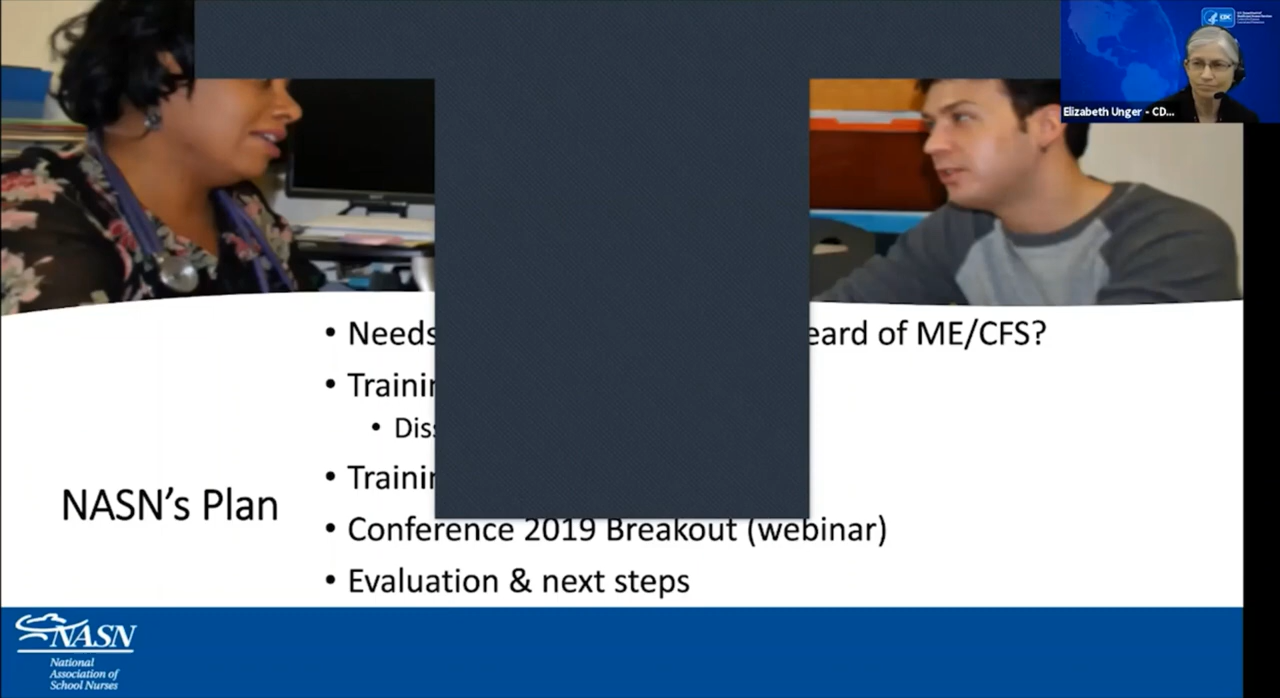 CDC
Elizabeth Unger - CD...
• Needs
eard of ME/CFS?
• Trainin
• Diss
• Trainin
NASN's Plan
• Conference 2019 Breakout (webinar)
• Evaluation & next steps
NASN
National
Association of
School Nurses